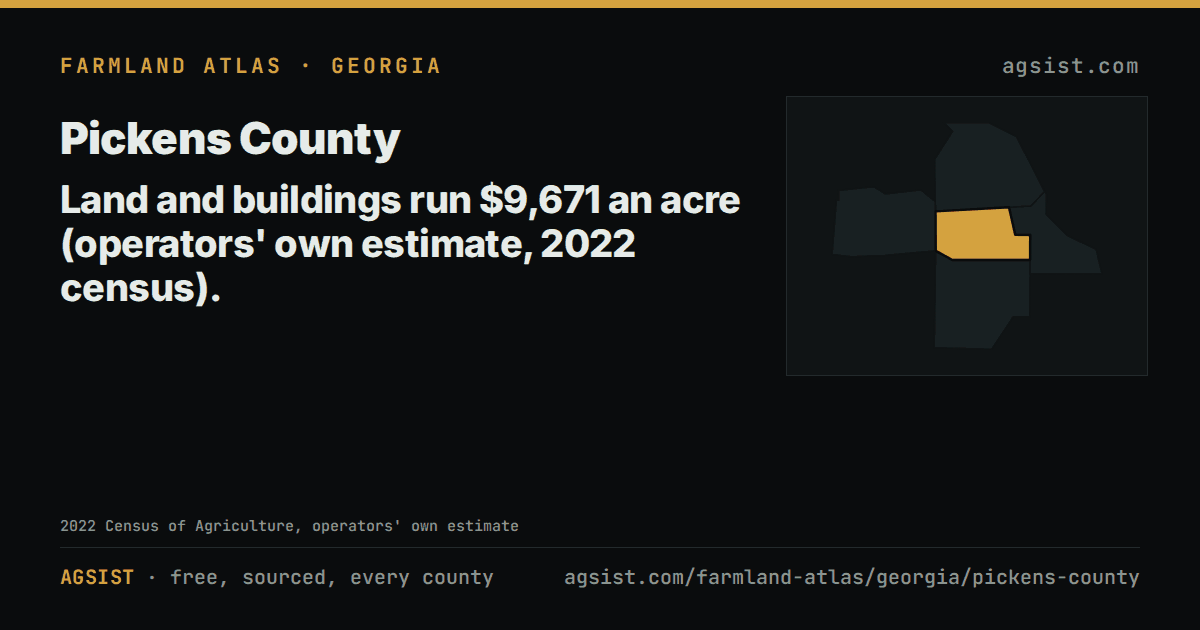 FARMLAND ATLAS · GEORGIA
agsist.com
Pickens County
Land and buildings run $9,671 an acre
(operators' own estimate, 2022
census).
2022 Census of Agriculture, operators' own estimate
AGSIST · free, sourced, every county
agsist.com/farmland-atlas/georgia/pickens-county